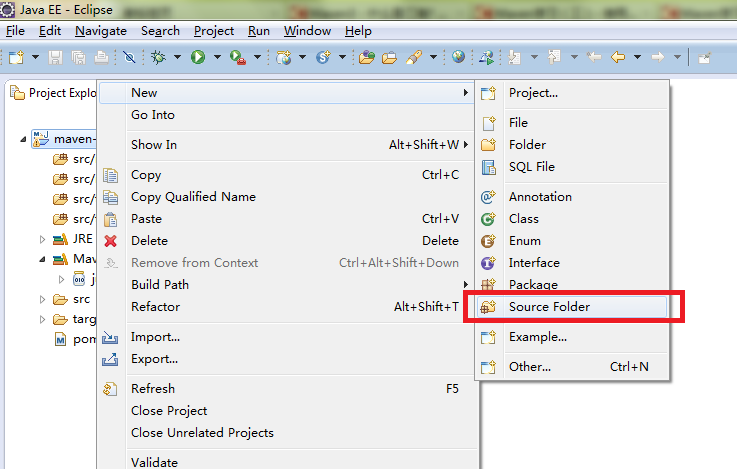 Java EE - Eclipse
File Edit Navigate Search Project Run Window Help
Project Explo
maven-
src/
src/
src/
src/
JRE
Mav
src
targ
pom
New
Go Into
Show In Alt+Shift+W
Copy Ctrl+C
Copy Qualified Name
Paste Ctrl+V
Delete Delete
Remove from Context Ctrl+Alt+Shift+Down
Build Path
Refactor Alt+Shift+T
Import...
Export...
Refresh F5
Close Project
Close Unrelated Projects
Validate
Project...
File
Folder
SQL File
Annotation
Class
Enum
Interface
Package
Source Folder
Example...
Other... Ctrl+N